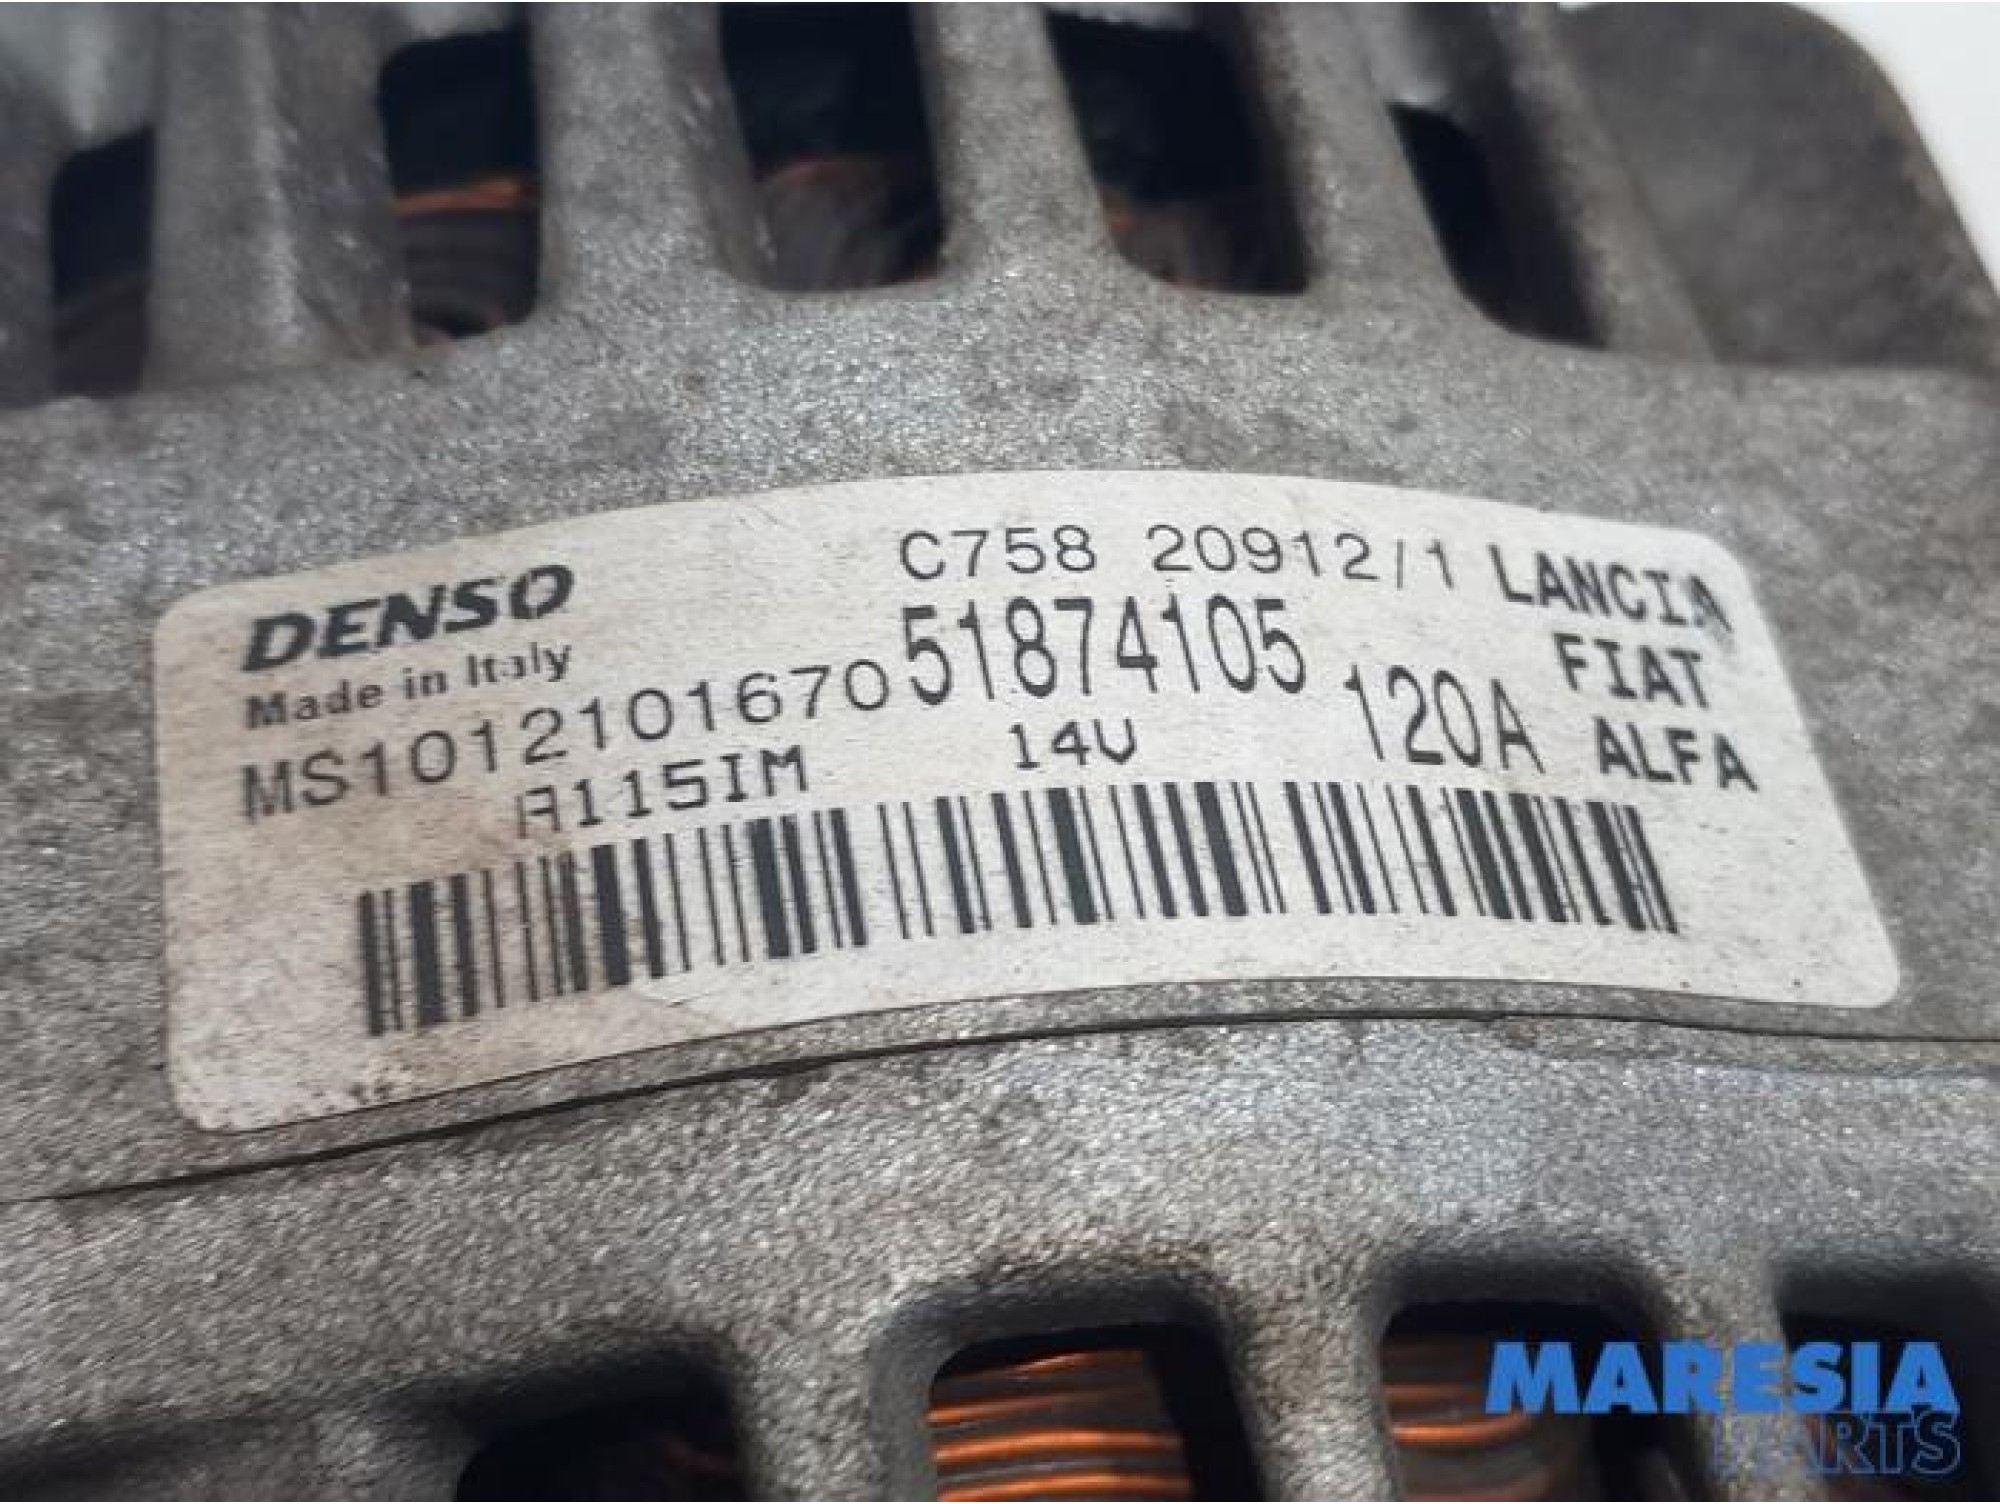 DENSO
Made in Italy
C758 20912/1
MS1012101670 51874105
A115IM 14V 120A
LANCIA
FIAT
ALFA
MARESIA
PARTS